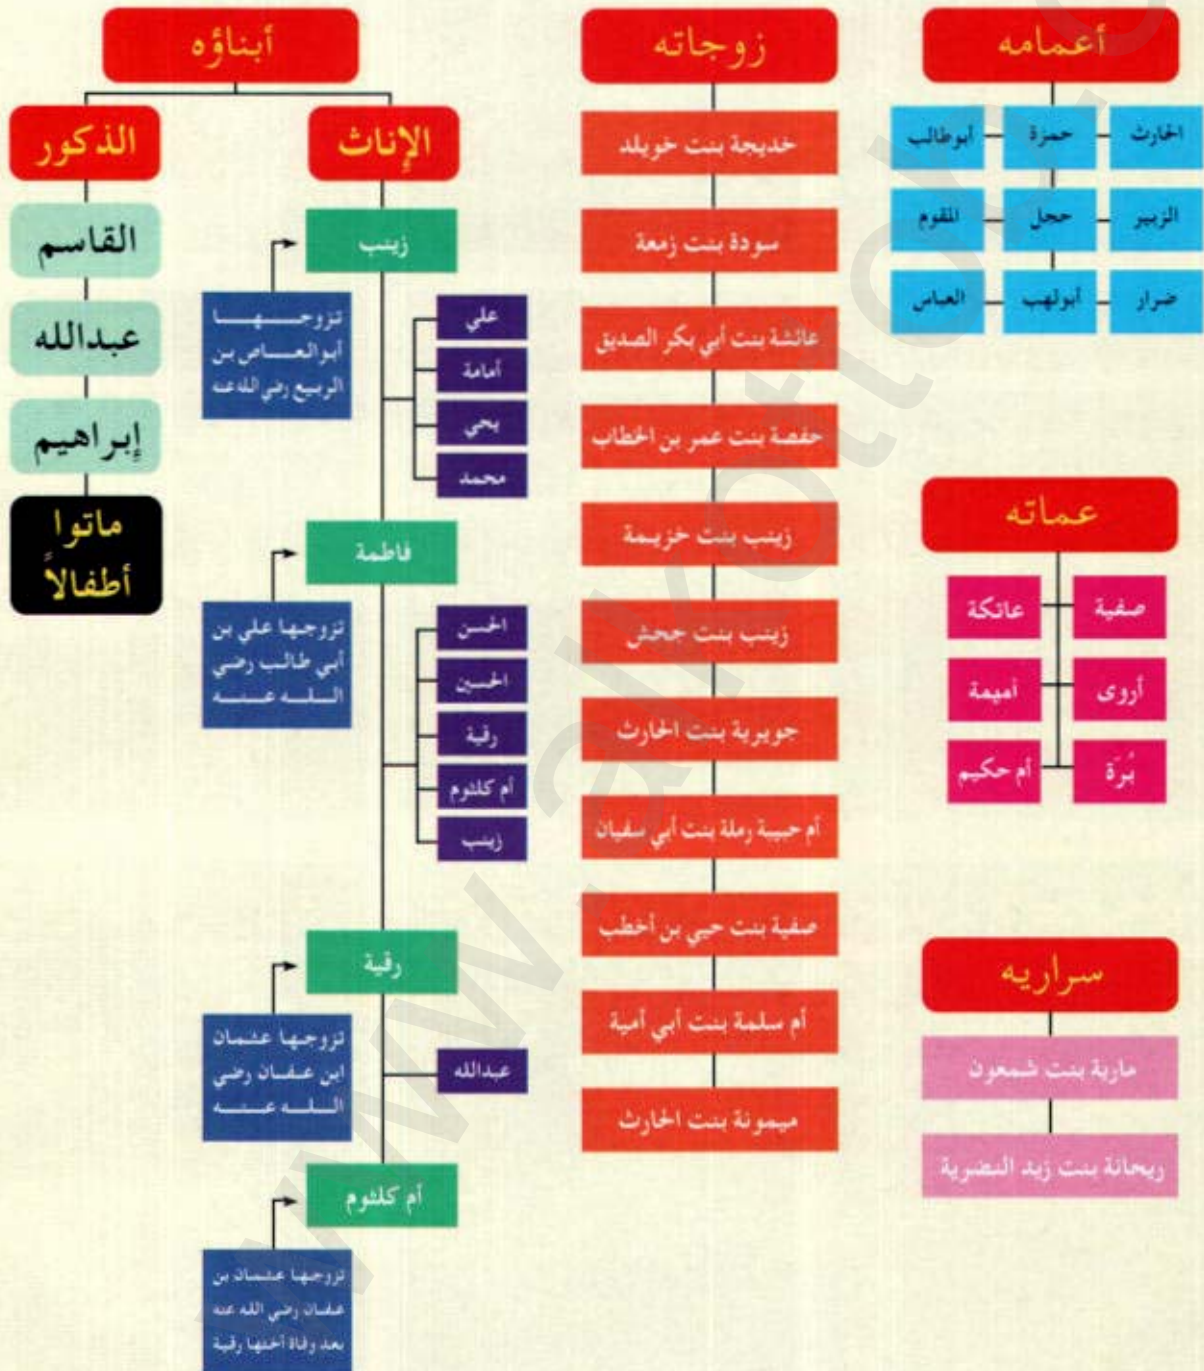 أعمامه
الحارث
حمزة
أبوطالب
الزبير
حجل
المقوم
ضرار
أبولهب
العباس
عماته
صفية
عاتكة
أروى
أميمة
بُرَّة
أم حكيم
سراريه
مارية بنت شمعون
ريحانة بنت زيد النضرية
زوجاته
خديجة بنت خويلد
سودة بنت زمعة
عائشة بنت أبي بكر الصديق
حفصة بنت عمر بن الخطاب
زينب بنت خزيمة
زينب بنت جحش
جويرية بنت الحارث
أم حبيبة رملة بنت أبي سفيان
صفية بنت حيي بن أخطب
أم سلمة بنت أبي أمية
ميمونة بنت الحارث
أبناؤه
الإناث
زينب
تزوجها
أبو العاص بن
الربيع رضي الله عنه
علي
أمامة
يحي
محمد
فاطمة
تزوجها علي بن
أبي طالب رضي
الله عنه
الحسن
الحسين
رقية
أم كلثوم
زينب
رقية
تزوجها عثمان
ابن عفان رضي
الله عنه
عبدالله
أم كلثوم
تزوجها عثمان بن
عفان رضي الله عنه
بعد وفاة أختها رقية
الذكور
القاسم
عبدالله
إبراهيم
ماتوا
أطفالاً